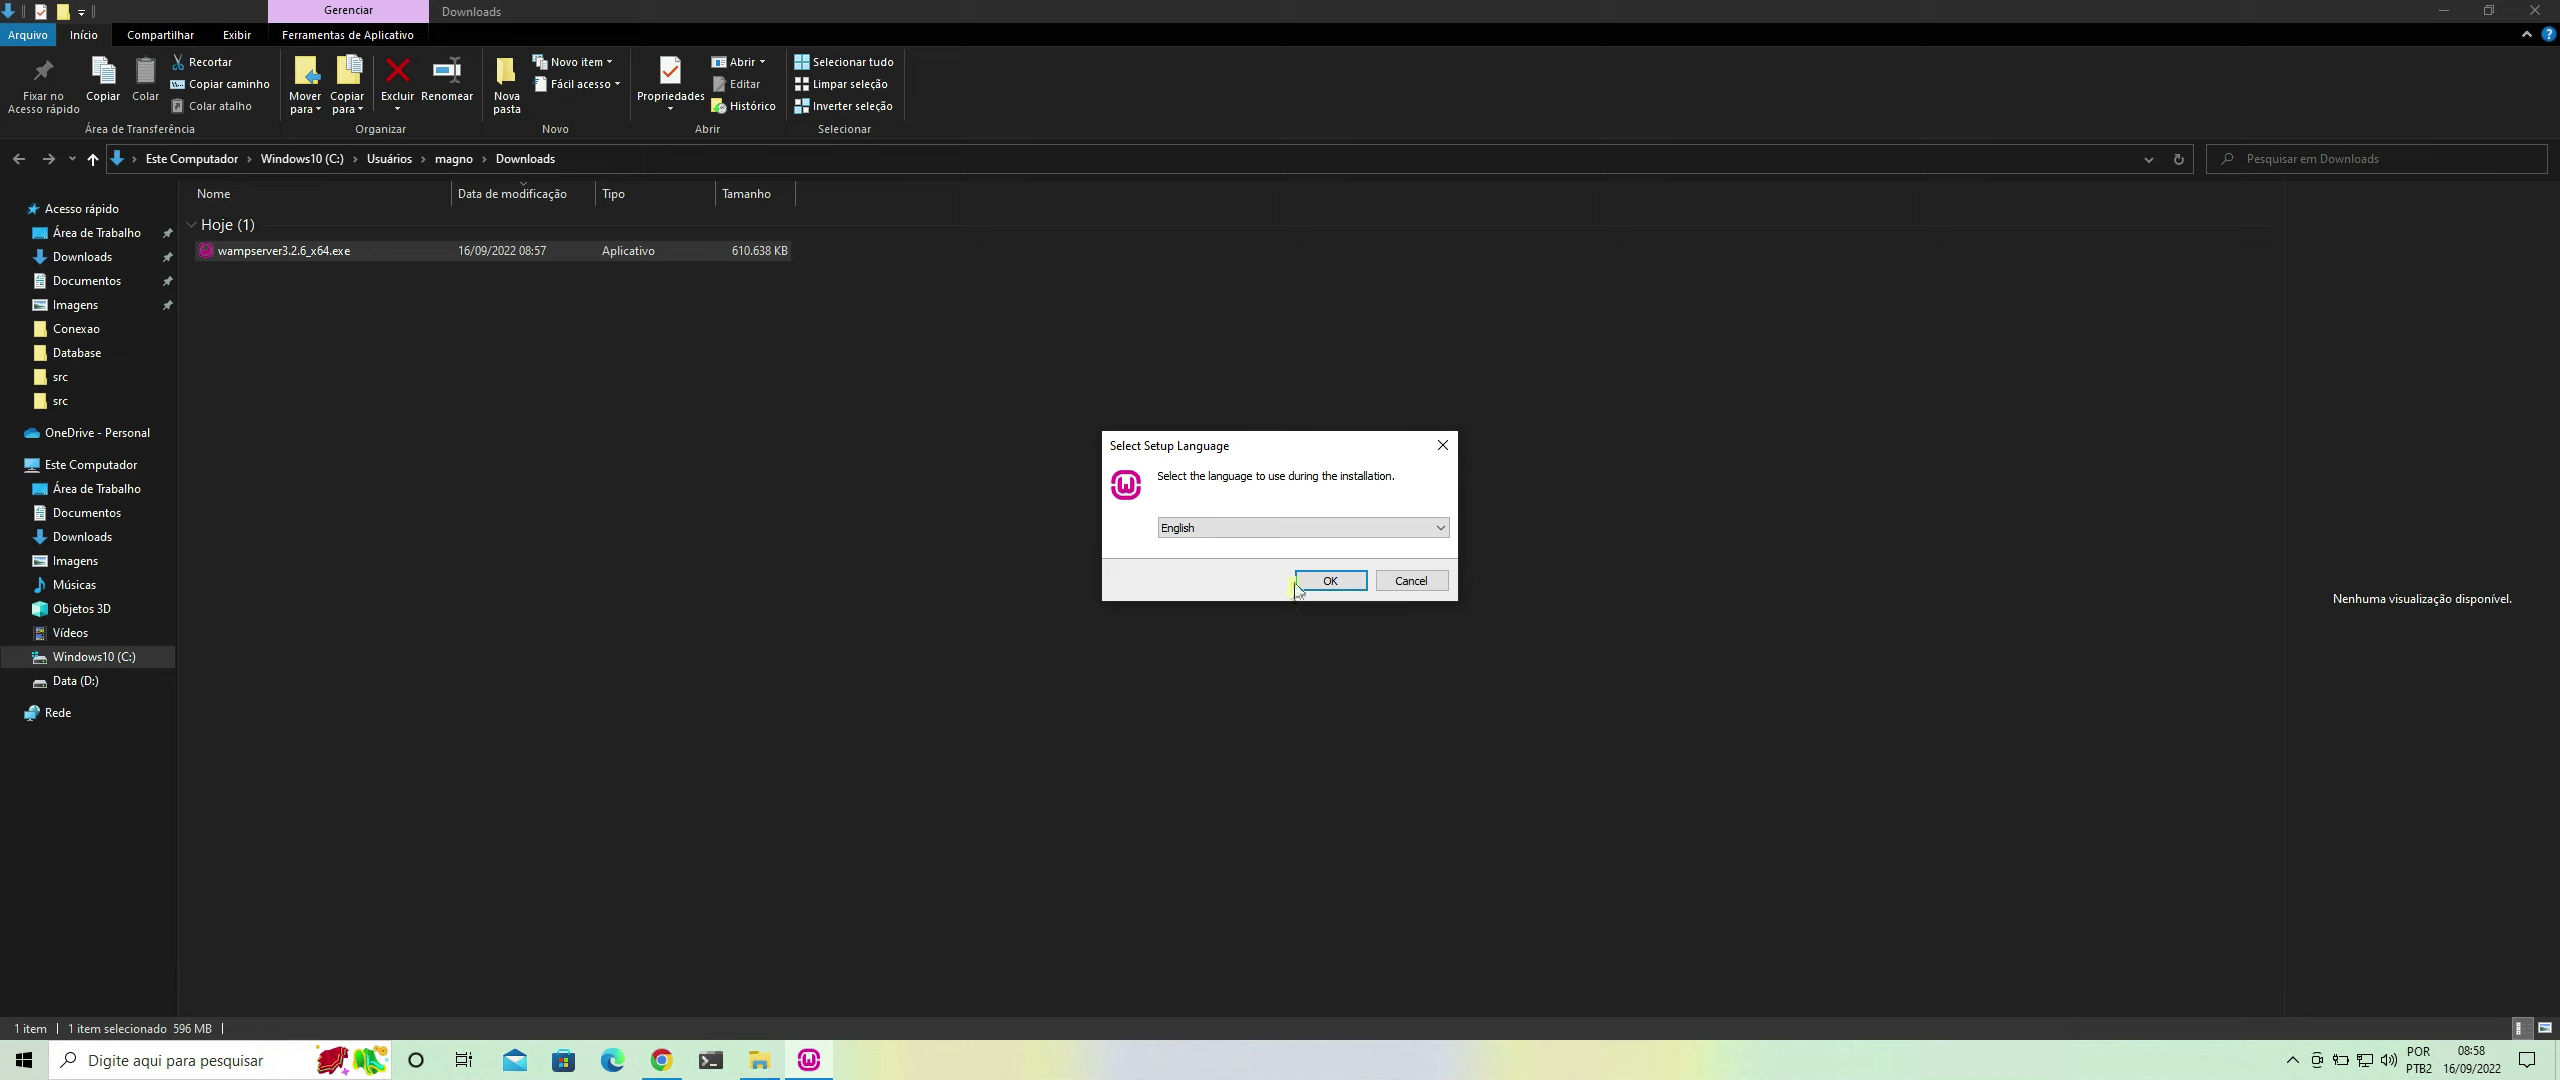 Gerenciar
Downloads
Arquivo
Início
Compartilhar
Exibir
Ferramentas de Aplicativo
Fixar no
Acesso rápido
Copiar
Colar
Recortar
Copiar caminho
Colar atalho
Área de Transferência
Mover
para
Copiar
para
Excluir
Renomear
Organizar
Nova
pasta
Novo item
Fácil acesso
Novo
Propriedades
Abrir
Editar
Histórico
Abrir
Selecionar tudo
Limpar seleção
Inverter seleção
Selecionar
Este Computador
Windows10 (C:)
Usuários
magno
Downloads
Pesquisar em Downloads
Nome
Data de modificação
Tipo
Tamanho
Hoje (1)
wampserver3.2.6_x64.exe
16/09/2022 08:57
Aplicativo
610.638 KB
Acesso rápido
Área de Trabalho
Downloads
Documentos
Imagens
Conexao
Database
src
src
OneDrive - Personal
Este Computador
Área de Trabalho
Documentos
Downloads
Imagens
Músicas
Objetos 3D
Vídeos
Windows10 (C:)
Data (D:)
Rede
Select Setup Language
Select the language to use during the installation.
English
OK
Cancel
Nenhuma visualização disponível.
1 item
1 item selecionado 596 MB
Digite aqui para pesquisar
POR
PTB2
08:58
16/09/2022